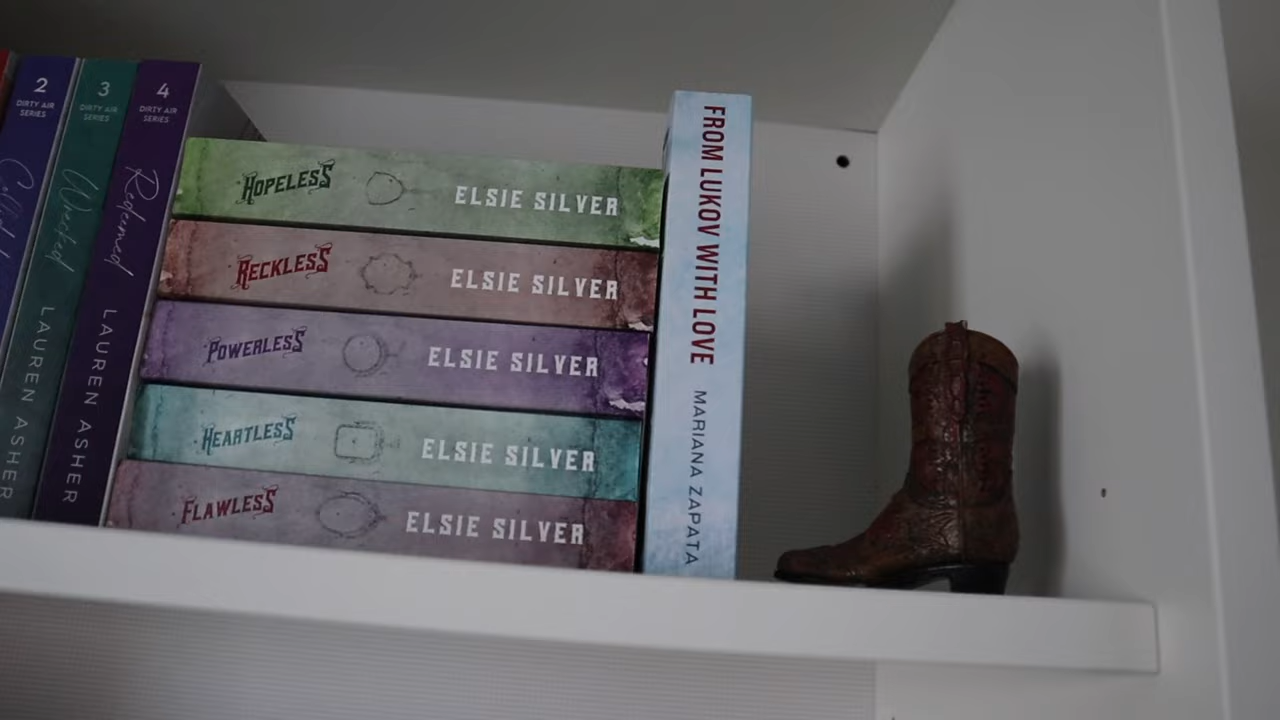 2
DIRTY AIR
SERIES
3
DIRTY AIR
SERIES
Wrecked
LAUREN ASHER
4
DIRTY AIR
SERIES
Redeemed
LAUREN ASHER
HOPELESS ELSIE SILVER
RECKLESS ELSIE SILVER
POWERLESS ELSIE SILVER
HEARTLESS ELSIE SILVER
FLAWLESS ELSIE SILVER
FROM LUKOV WITH LOVE MARIANA ZAPATA